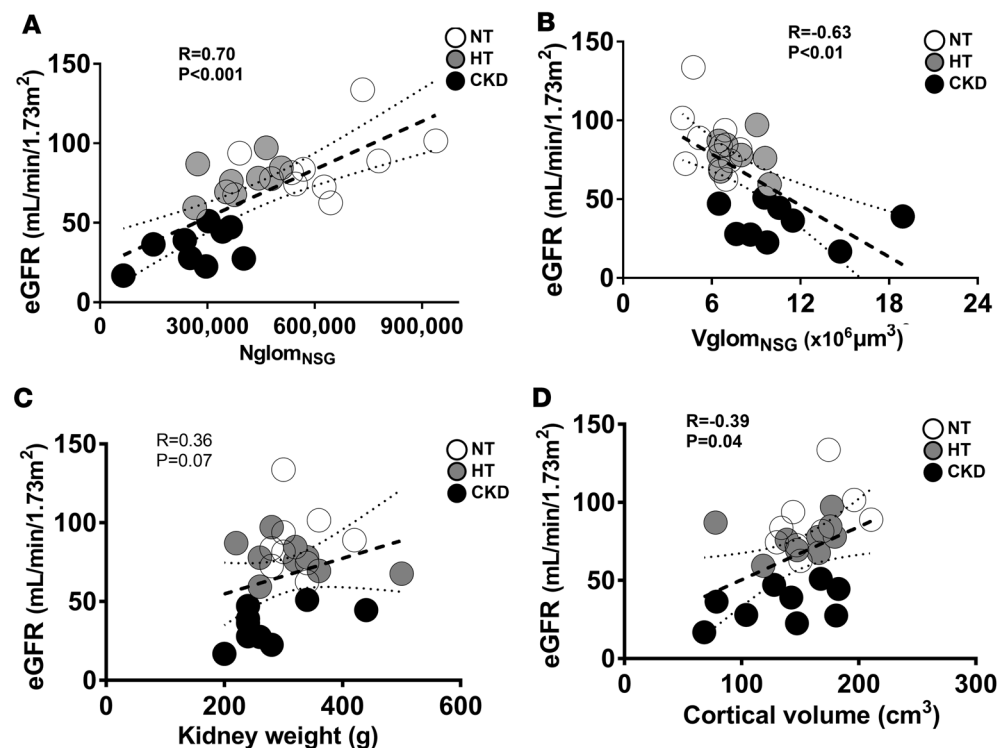 A
R=0.70
P<0.001
NT
HT
CKD
eGFR (mL/min/1.73m²)
150
100
50
0
0
300,000
600,000
900,000
NglomNSG
B
R=-0.63
P<0.01
NT
HT
CKD
eGFR (mL/min/1.73m²)
150
100
50
0
0
6
12
18
24
VglomNSG (x10⁶µm³)
C
R=0.36
P=0.07
NT
HT
CKD
eGFR (mL/min/1.73m²)
150
100
50
0
0
200
400
600
Kidney weight (g)
D
R=-0.39
P=0.04
NT
HT
CKD
eGFR (mL/min/1.73m²)
150
100
50
0
0
100
200
300
Cortical volume (cm³)